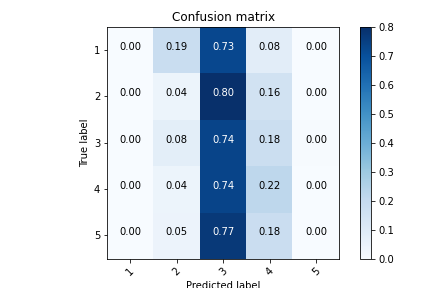 Confusion matrix
1 0.00 0.19 0.73 0.08 0.00
2 0.00 0.04 0.80 0.16 0.00
3 0.00 0.08 0.74 0.18 0.00
4 0.00 0.04 0.74 0.22 0.00
5 0.00 0.05 0.77 0.18 0.00
True label
1 2 3 4 5
Predicted label
0.8
0.7
0.6
0.5
0.4
0.3
0.2
0.1
0.0